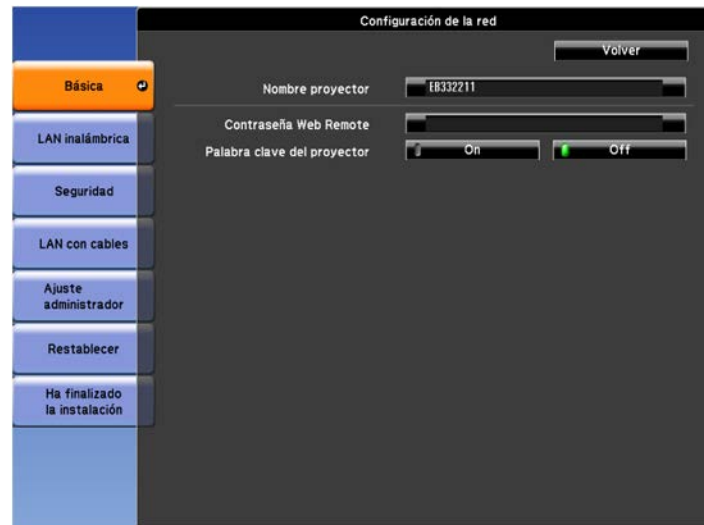 Configuración de la red
Volver
Básica
Nombre proyector EB332211
Contraseña Web Remote
LAN inalámbrica
Palabra clave del proyector On Off
Seguridad
LAN con cables
Ajuste
administrador
Restablecer
Ha finalizado
la instalación